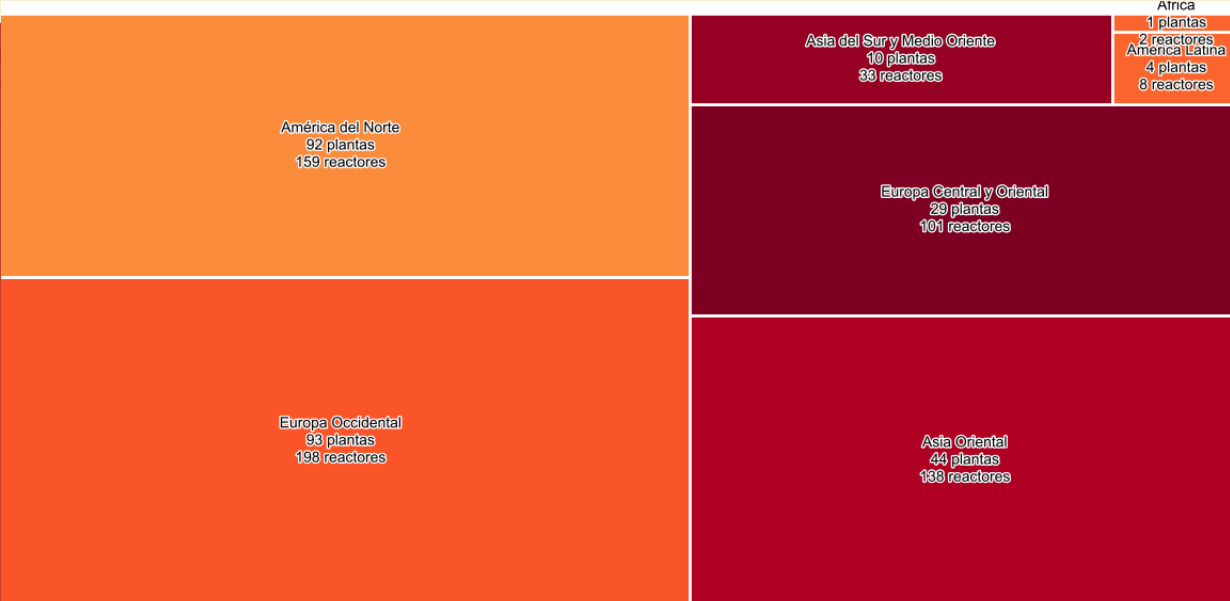 América del Norte
92 plantas
159 reactores
Europa Occidental
93 plantas
198 reactores
Asia del Sur y Medio Oriente
10 plantas
33 reactores
África
1 plantas
2 reactores
América Latina
4 plantas
8 reactores
Europa Central y Oriental
29 plantas
101 reactores
Asia Oriental
44 plantas
138 reactores